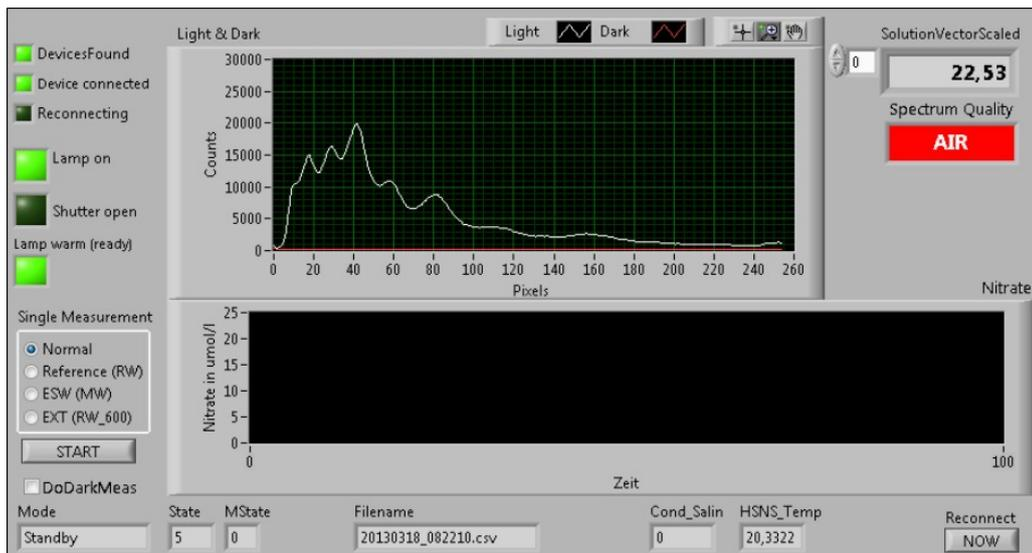 DevicesFound
Device connected
Reconnecting
Lamp on
Shutter open
Lamp warm (ready)
Light & Dark
Light
Dark
Counts
30000
25000
20000
15000
10000
5000
0
0 20 40 60 80 100 120 140 160 180 200 220 240 260
Pixels
SolutionVectorScaled
0
22,53
Spectrum Quality
AIR
Nitrate
Single Measurement
Normal
Reference (RW)
ESW (MW)
EXT (RW_600)
START
DoDarkMeas
Nitrate in umol/l
25
20
15
10
5
0
0 100
Zeit
Mode
Standby
State
5
MState
0
Filename
20130318_082210.csv
Cond_Salin
0
HSNS_Temp
20,3322
Reconnect
NOW